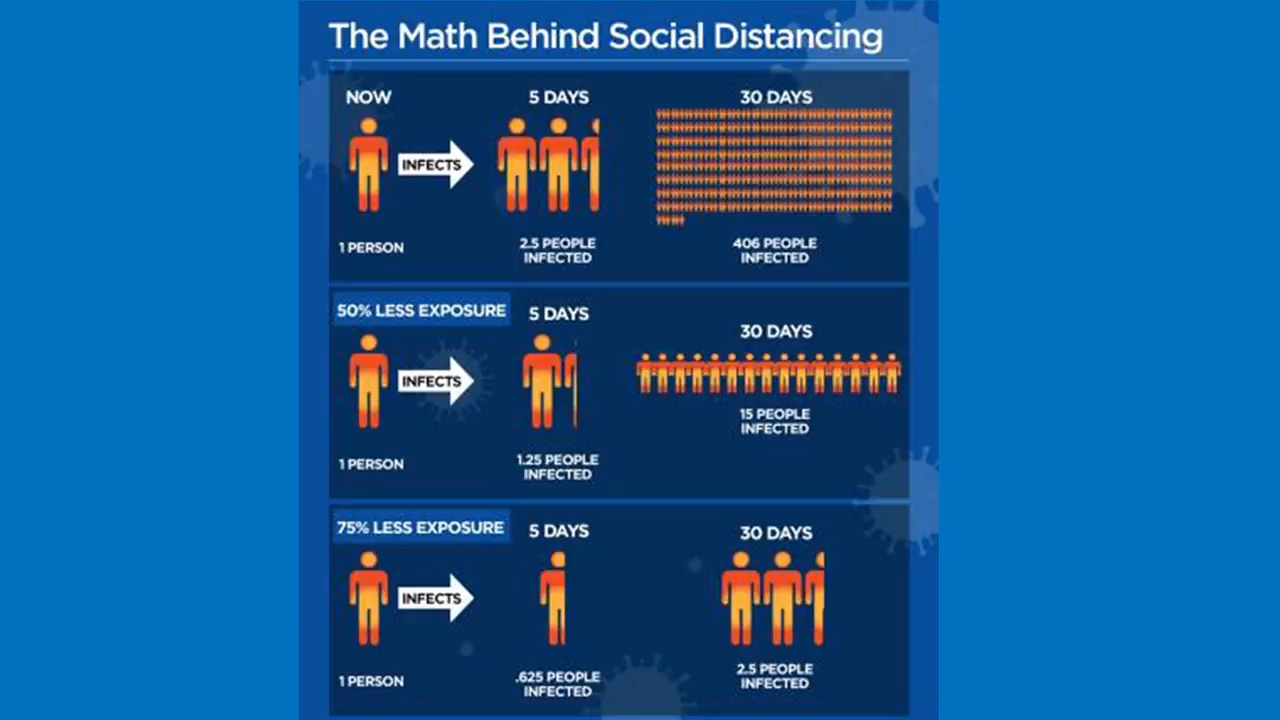 The Math Behind Social Distancing
NOW
5 DAYS
30 DAYS
INFECTS
1 PERSON
2.5 PEOPLE
INFECTED
406 PEOPLE
INFECTED
50% LESS EXPOSURE
5 DAYS
30 DAYS
INFECTS
1 PERSON
1.25 PEOPLE
INFECTED
15 PEOPLE
INFECTED
75% LESS EXPOSURE
5 DAYS
30 DAYS
INFECTS
1 PERSON
.625 PEOPLE
INFECTED
2.5 PEOPLE
INFECTED